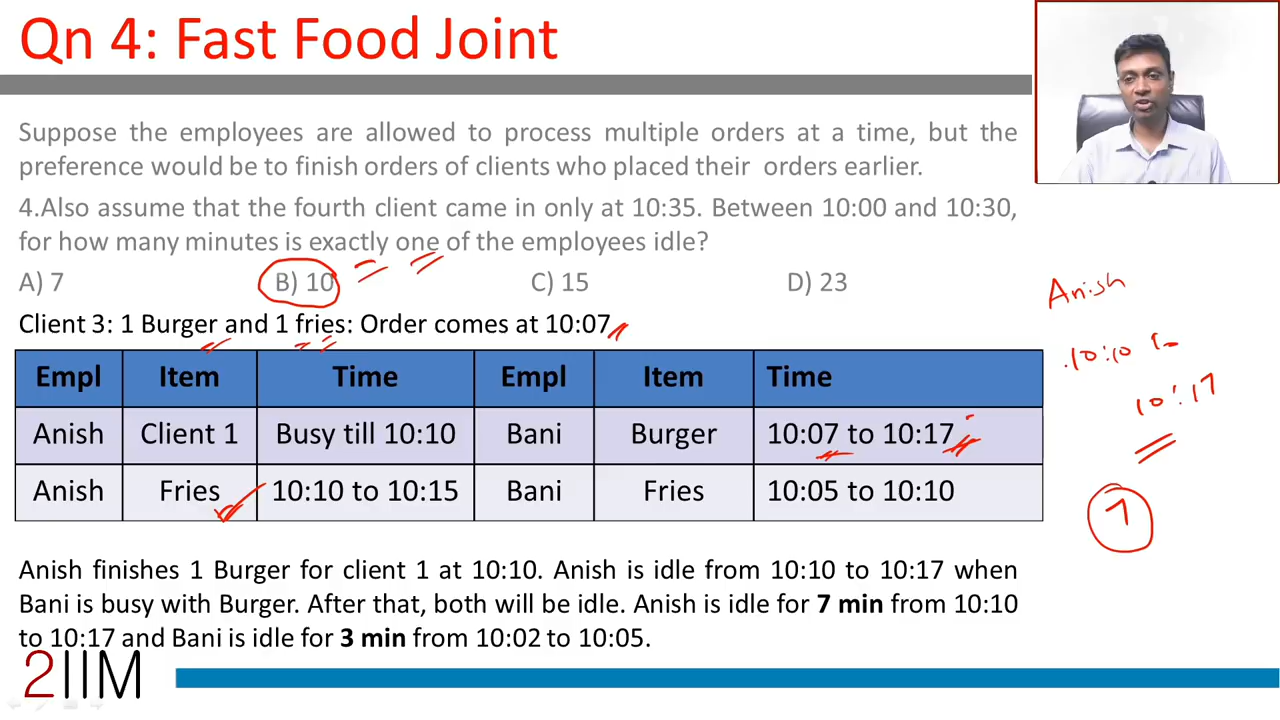 Qn 4: Fast Food Joint
Suppose the employees are allowed to process multiple orders at a time, but the
preference would be to finish orders of clients who placed their orders earlier.
4.Also assume that the fourth client came in only at 10:35. Between 10:00 and 10:30,
for how many minutes is exactly one of the employees idle?
A) 7 B) 10 C) 15 D) 23
Anish
Client 3: 1 Burger and 1 fries: Order comes at 10:07
10:10 to
10:17
7
Empl Item Time Empl Item Time
Anish Client 1 Busy till 10:10 Bani Burger 10:07 to 10:17
Anish Fries 10:10 to 10:15 Bani Fries 10:05 to 10:10
Anish finishes 1 Burger for client 1 at 10:10. Anish is idle from 10:10 to 10:17 when
Bani is busy with Burger. After that, both will be idle. Anish is idle for 7 min from 10:10
to 10:17 and Bani is idle for 3 min from 10:02 to 10:05.
2IIM